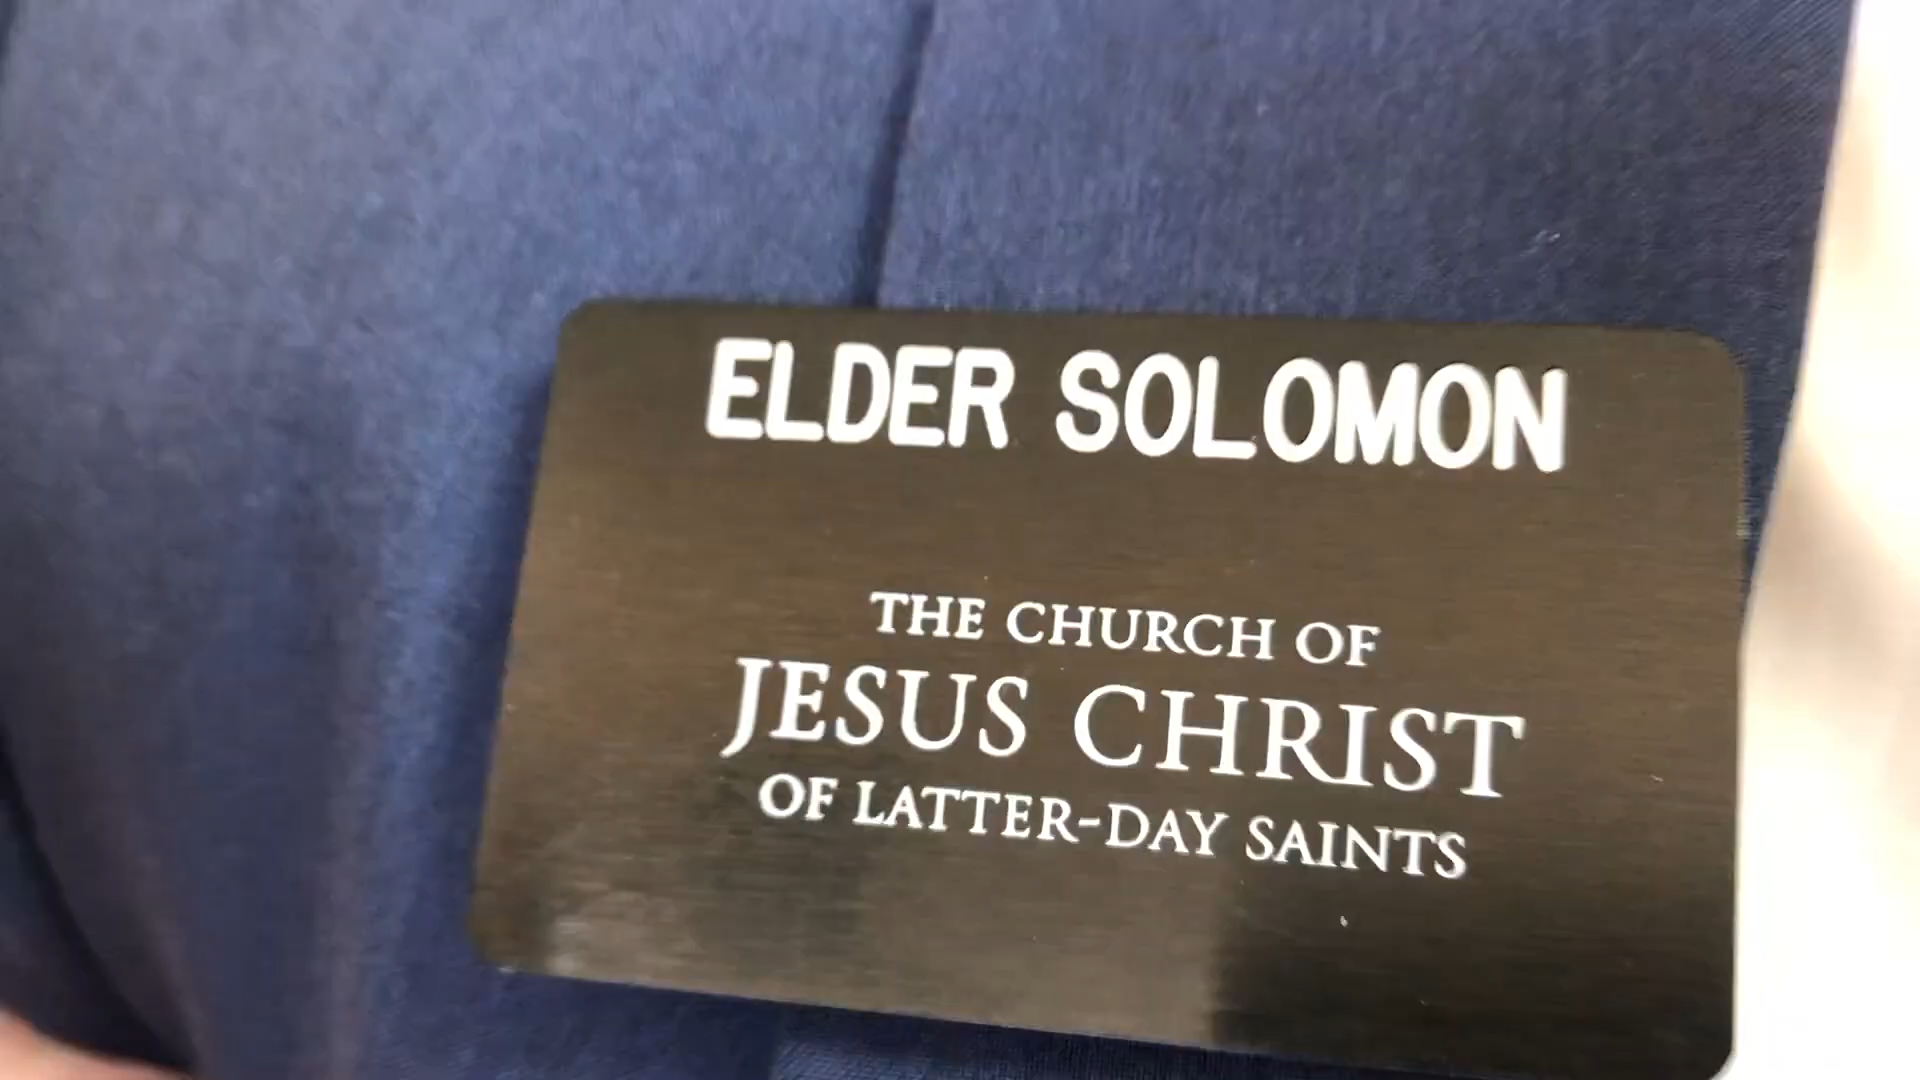 ELDER SOLOMON
THE CHURCH OF
JESUS CHRIST
OF LATTER-DAY SAINTS